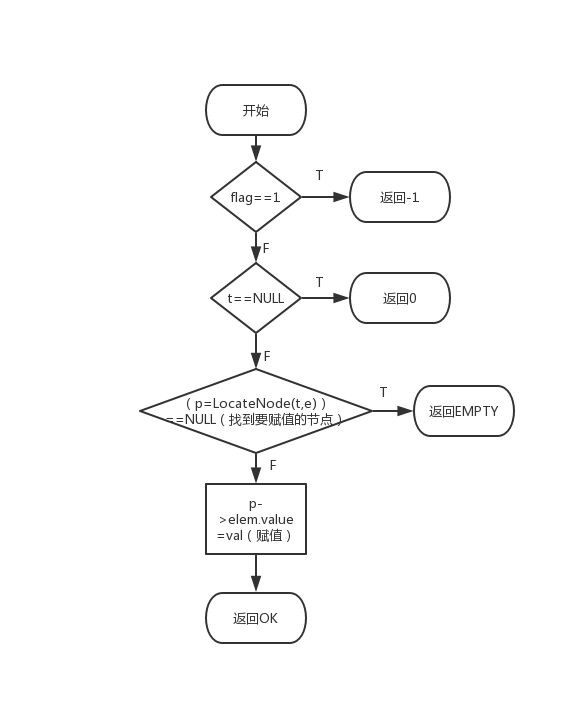 开始
T
flag==1
返回-1
F
T
t==NULL
返回0
F
T
（p=LocateNode(t,e)）
==NULL（找到要赋值的节点）
返回EMPTY
F
p-
>elem.value
=val（赋值）
返回OK